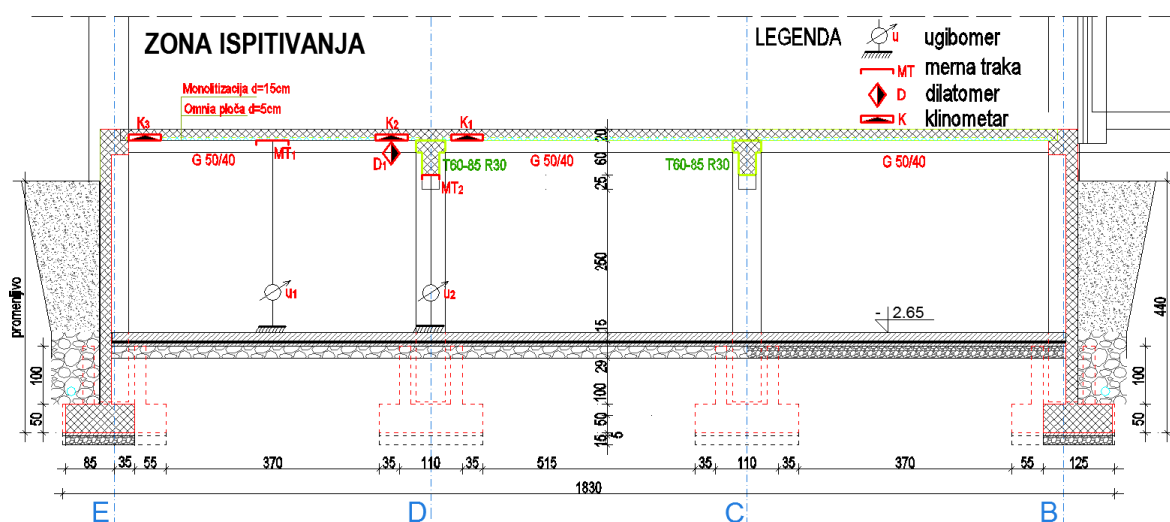 ZONA ISPITIVANJA
LEGENDA
u ugibomer
MT merna traka
D dilatomer
K klinometar
Monolitizacija d=15cm
Omnia ploča d=5cm
K3
K2
K1
MT1
D1
G 50/40
T60-85 R30
G 50/40
T60-85 R30
G 50/40
MT2
20
60
25
250
15
29
100
50
5
15
u1
u2
- 2.65
promenljivo
100
50
440
100
50
85
35
55
370
35
110
35
515
35
110
35
370
55
125
1830
E
D
C
B